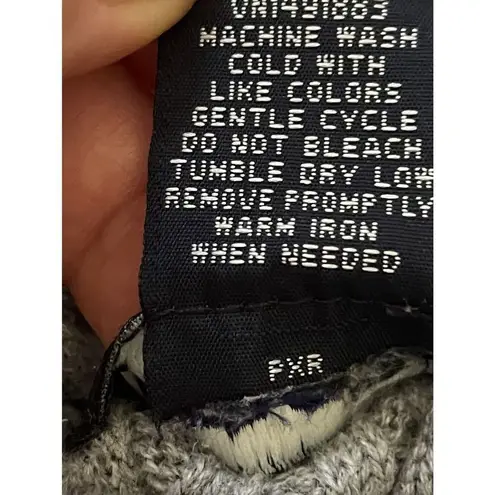 MACHINE WASH
COLD WITH
LIKE COLORS
GENTLE CYCLE
DO NOT BLEACH
TUMBLE DRY LOW
REMOVE PROMPTLY
WARM IRON
WHEN NEEDED
PXR